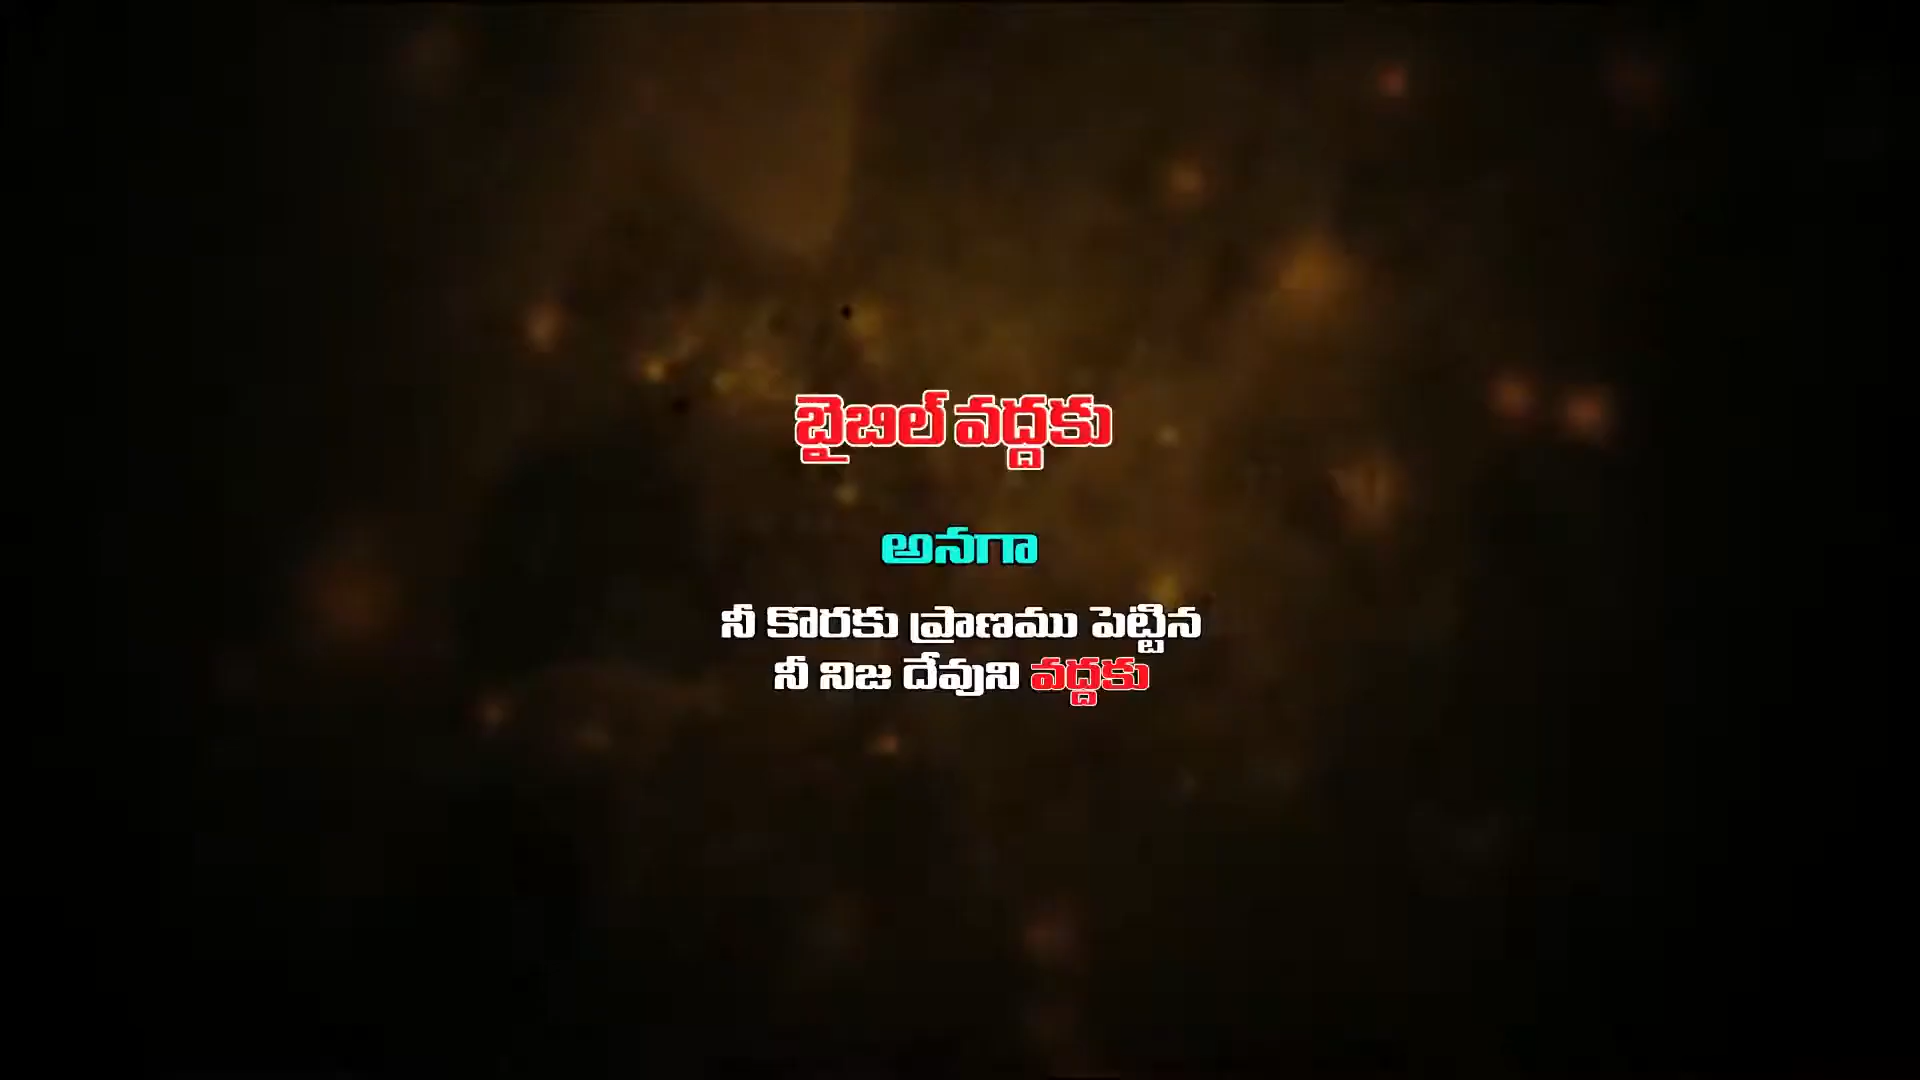 బైబిల్ వద్దకు
అనగా
నీ కొరకు ప్రాణము పెట్టిన
నీ నిజ దేవుని వద్దకు